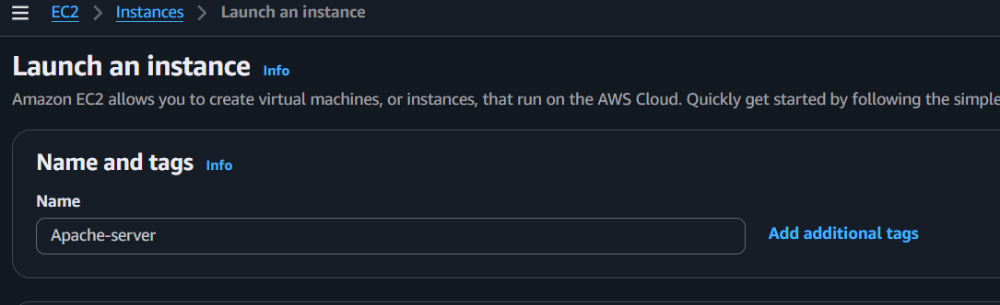 EC2 > Instances > Launch an instance
Launch an instance Info
Amazon EC2 allows you to create virtual machines, or instances, that run on the AWS Cloud. Quickly get started by following the simple
Name and tags Info
Name
Apache-server
Add additional tags